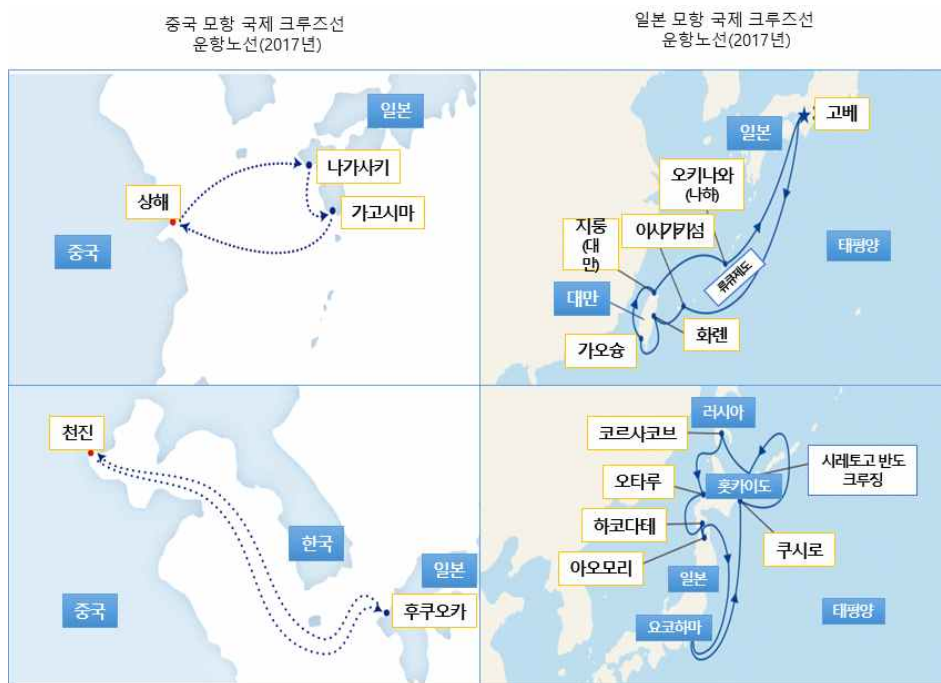 중국 모항 국제 크루즈선
운항노선(2017년)
일본 모항 국제 크루즈선
운항노선(2017년)
일본
나가사키
상해
가고시마
중국
고베
일본
오키나와
(나하)
지룽
(대
만)
이시가키섬
태평양
류큐제도
대만
화롄
가오슝
천진
한국
일본
중국
후쿠오카
러시아
코르사코브
시레토고 반도
크루징
오타루
홋카이도
하코다테
쿠시로
아오모리
일본
태평양
요코하마